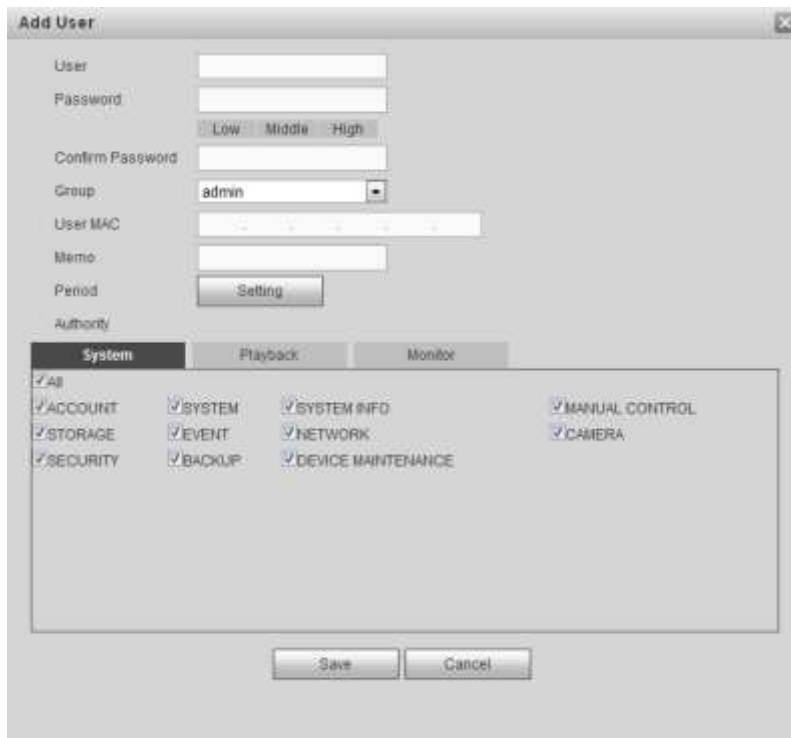 Add User
User
Password
Low Middle High
Confirm Password
Group admin
User MAC
Memo
Period Setting
Authority
System Playback Monitor
All
ACCOUNT SYSTEM SYSTEM INFO MANUAL CONTROL
STORAGE EVENT NETWORK CAMERA
SECURITY BACKUP DEVICE MAINTENANCE
Save Cancel